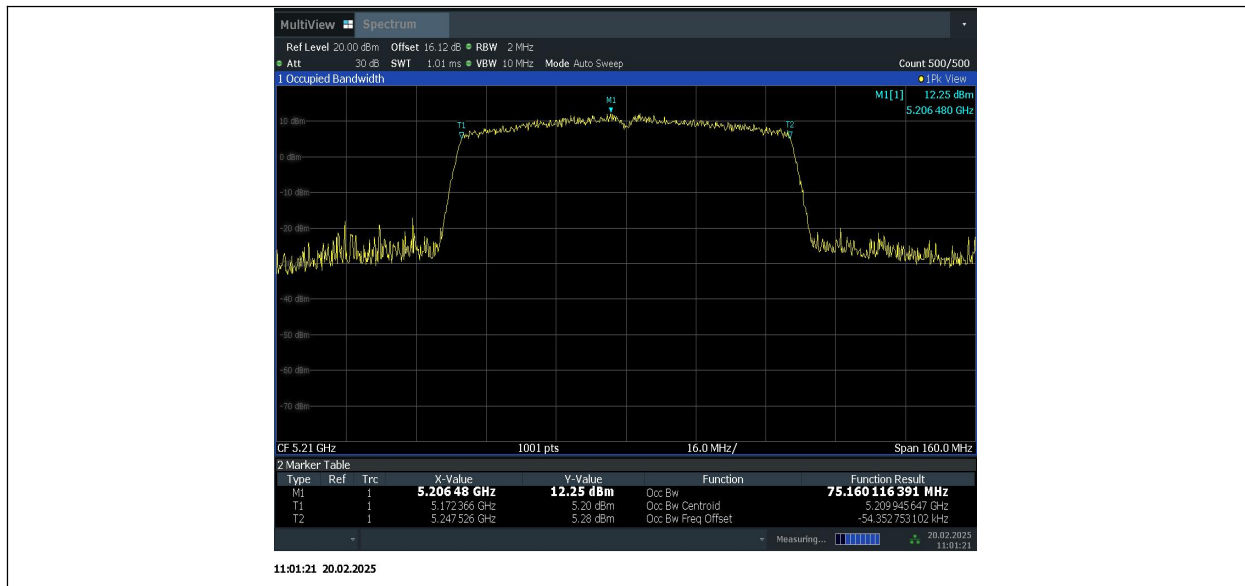 MultiView Spectrum
Ref Level 20.00 dBm Offset 16.12 dB RBW 2 MHz
Att 30 dB SWT 1.01 ms VBW 10 MHz Mode Auto Sweep Count 500/500
1 Occupied Bandwidth 1Pk View
M1[1] 12.25 dBm
5.206 480 GHz
M1
10 dBm
T1
T2
0 dBm
-10 dBm
-20 dBm
-30 dBm
-40 dBm
-50 dBm
-60 dBm
-70 dBm
CF 5.21 GHz 1001 pts 16.0 MHz/ Span 160.0 MHz
2 Marker Table
Type Ref Trc X-Value Y-Value Function Function Result
M1 1 5.206 48 GHz 12.25 dBm Occ Bw 75.160 116 391 MHz
T1 1 5.172 366 GHz 5.20 dBm Occ Bw Centroid 5.209 945 647 GHz
T2 1 5.247 526 GHz 5.28 dBm Occ Bw Freq Offset -54.352 753 102 kHz
Measuring... 20.02.2025
11:01:21
11:01:21 20.02.2025